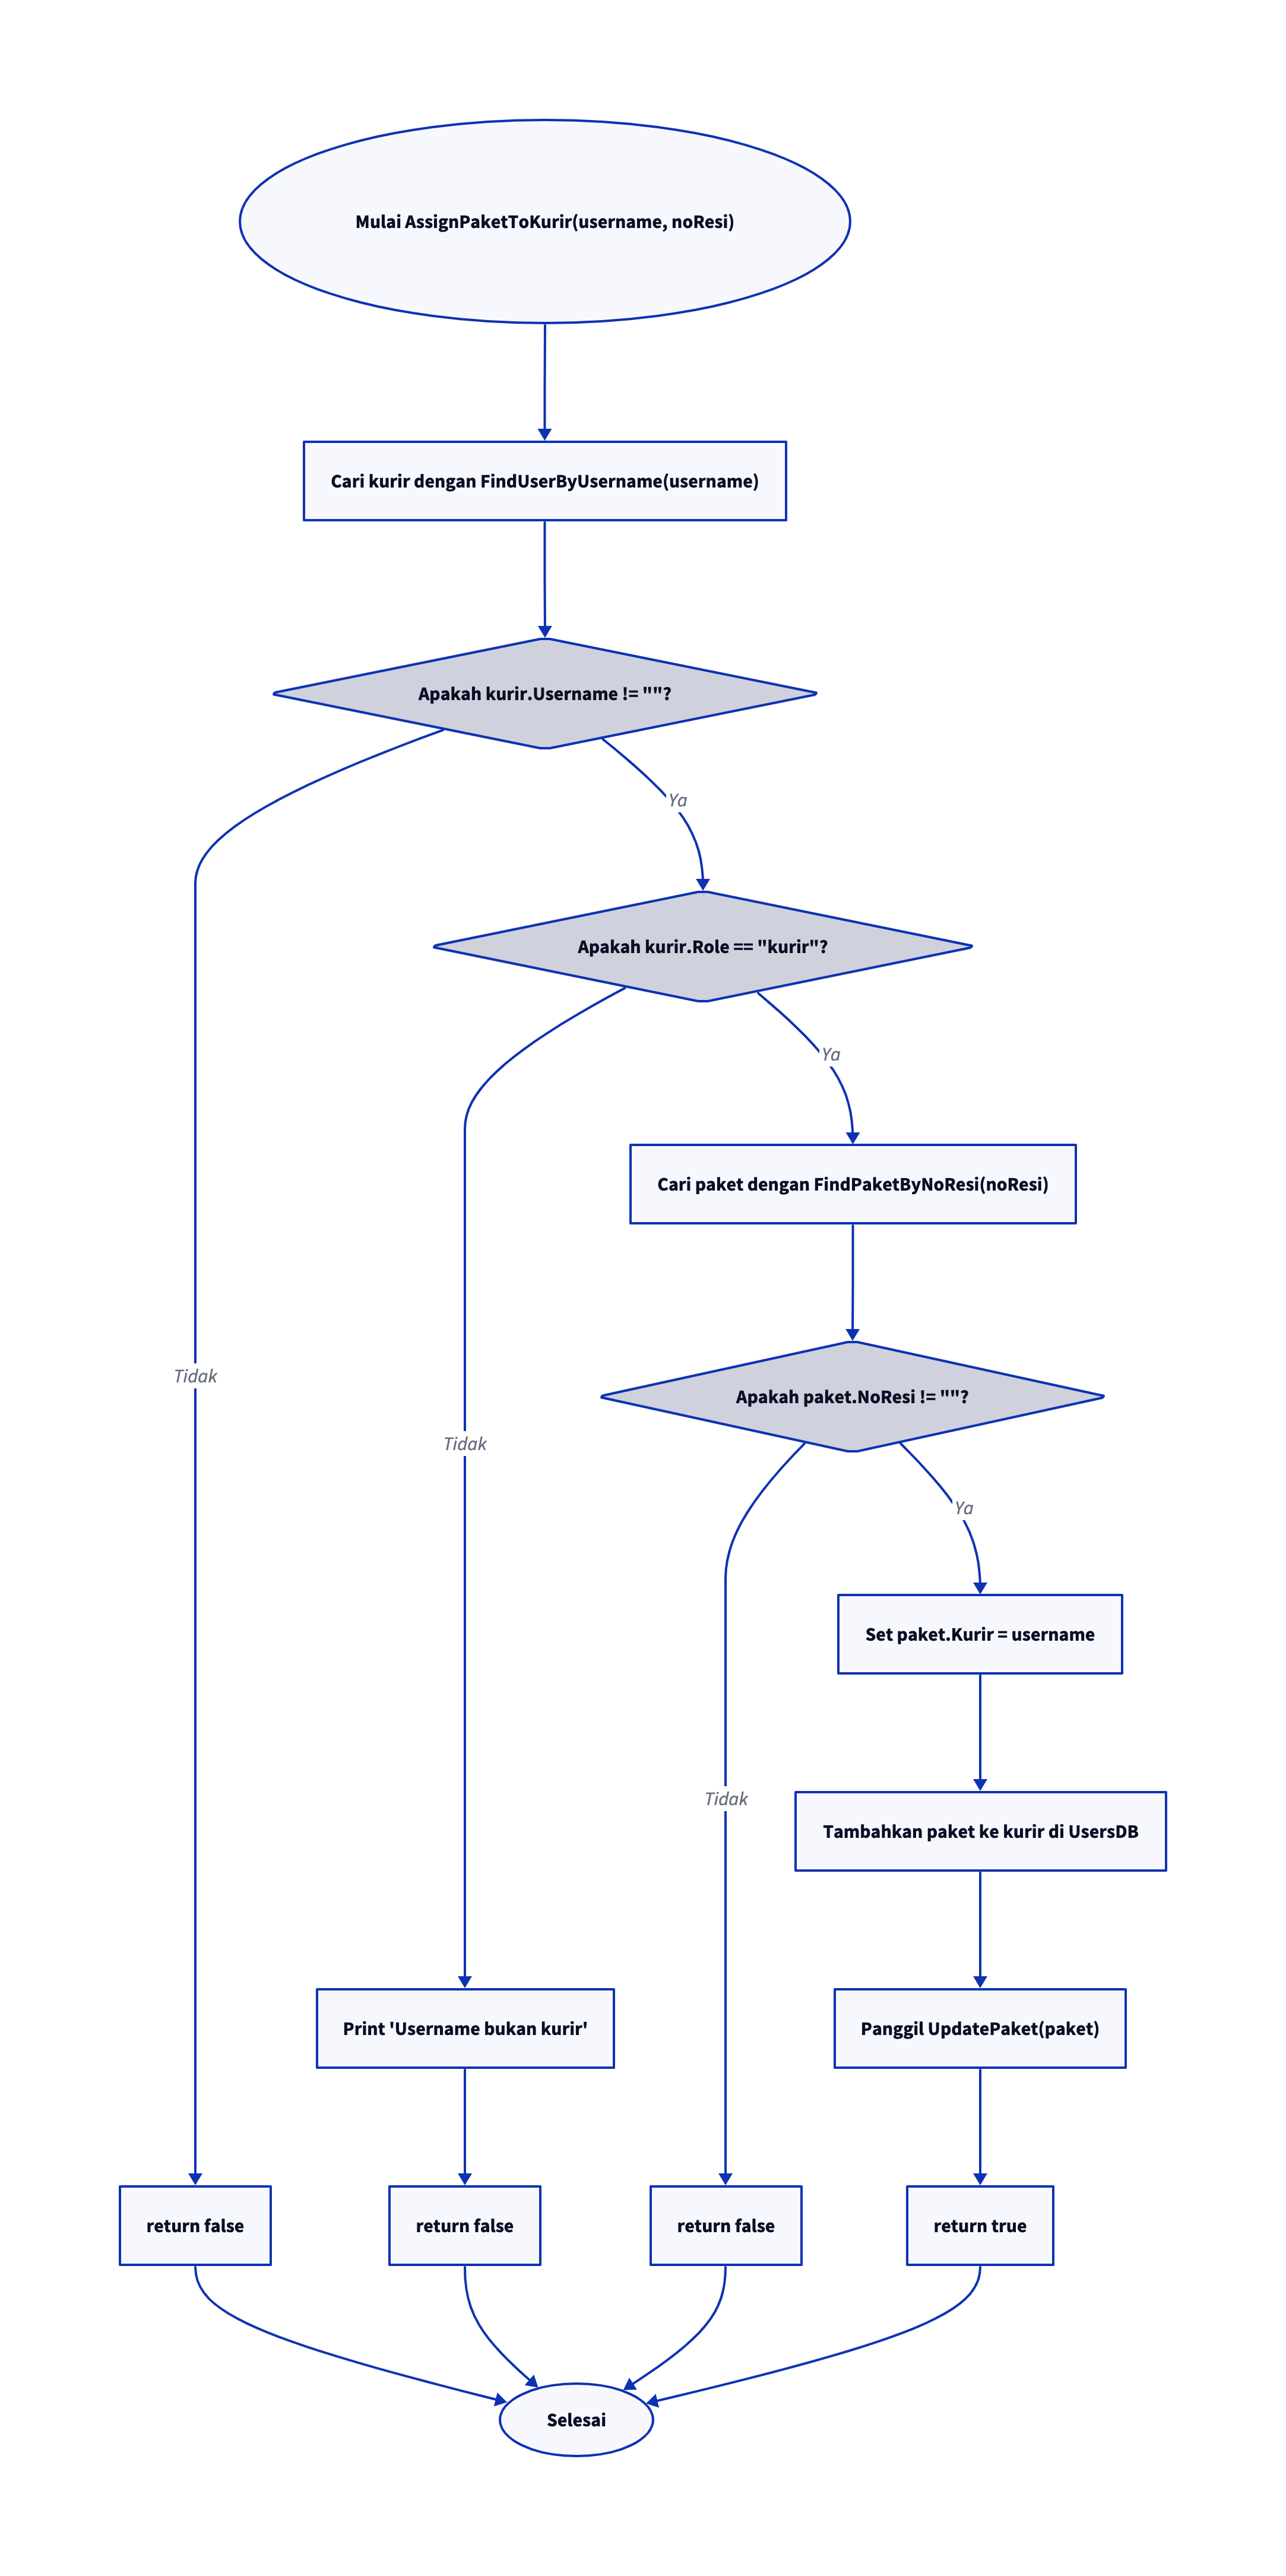 Mulai AssignPaketToKurir(username, noResi)
Cari kurir dengan FindUserByUsername(username)
Apakah kurir.Username != ""?
Ya
Apakah kurir.Role == "kurir"?
Ya
Cari paket dengan FindPaketByNoResi(noResi)
Tidak
Apakah paket.NoResi != ""?
Tidak
Ya
Set paket.Kurir = username
Tidak
Tambahkan paket ke kurir di UsersDB
Print 'Username bukan kurir'
Panggil UpdatePaket(paket)
return false
return false
return false
return true
Selesai